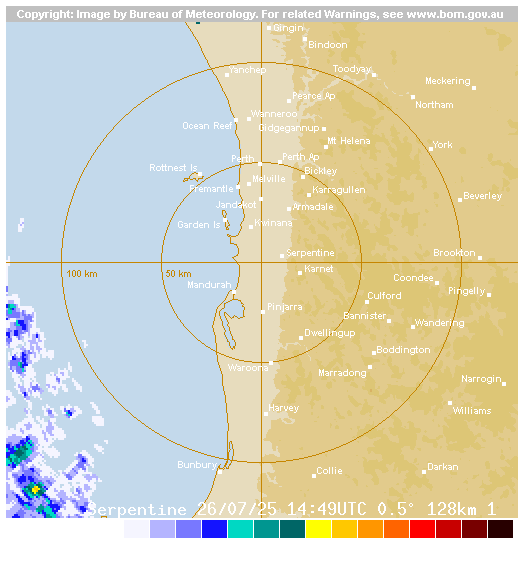 Copyright: Image by Bureau of Meteorology. For related Warnings, see www.bom.gov.au
Gingin
Bindoon
Yanchep
Toodyay
Meckering
Pearce Ap
Northam
Wanneroo
Ocean Reef
Gidgegannup
Mt Helena
York
Perth
Perth Ap
Rottnest Is
Bickley
Melville
Fremantle
Karragullen
Beverley
Jandakot
Armadale
Garden Is
Kwinana
Serpentine
Brookton
Karnet
100 km
50 km
Coondee
Mandurah
Pingelly
Culford
Pinjarra
Bannister
Wandering
Dwellingup
Boddington
Waroona
Marradong
Narrogin
Harvey
Williams
Bunbury
Collie
Darkan
Serpentine 26/07/25 14:49UTC 0.5° 128km 1